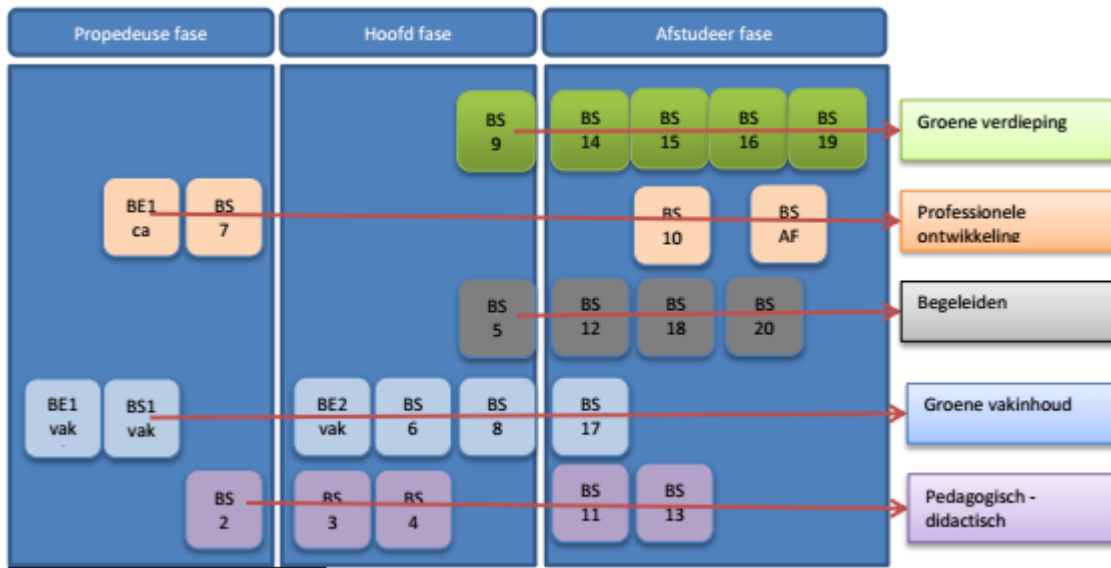 Propedeuse fase
Hoofd fase
Afstudeer fase
BS
9
BS
14
BS
15
BS
16
BS
19
Groene verdieping
BE1
ca
BS
7
BS
10
BS
AF
Professionele
ontwikkeling
BS
5
BS
12
BS
18
BS
20
Begeleiden
BE1
vak
BS1
vak
BE2
vak
BS
6
BS
8
BS
17
Groene vakinhoud
BS
2
BS
3
BS
4
BS
11
BS
13
Pedagogisch -
didactisch